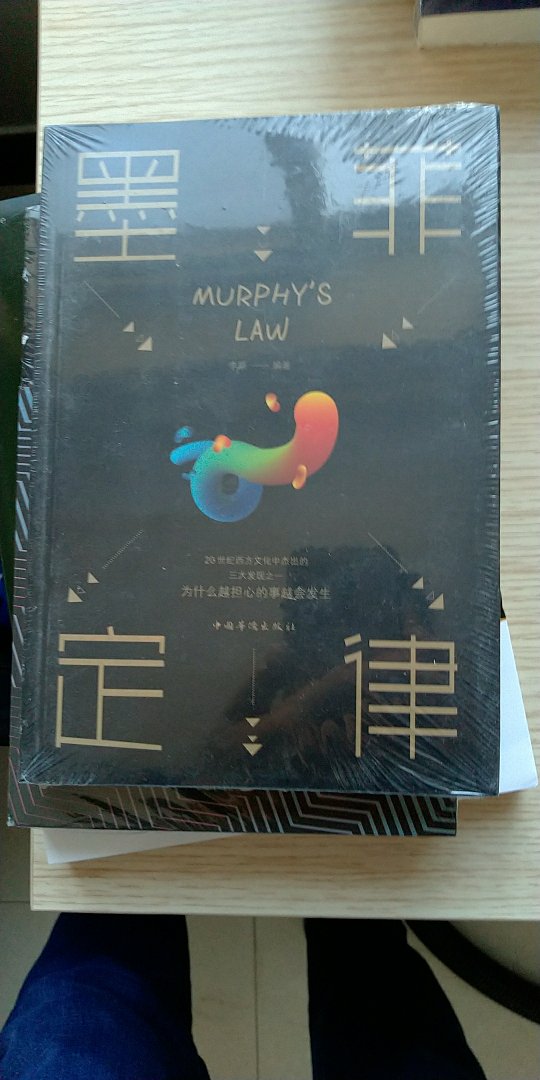 墨 菲
MURPHY'S
LAW
编著
20世纪西方文化中杰出的
三大发现之一
为什么越担心的事越会发生
中国华侨出版社
定 律